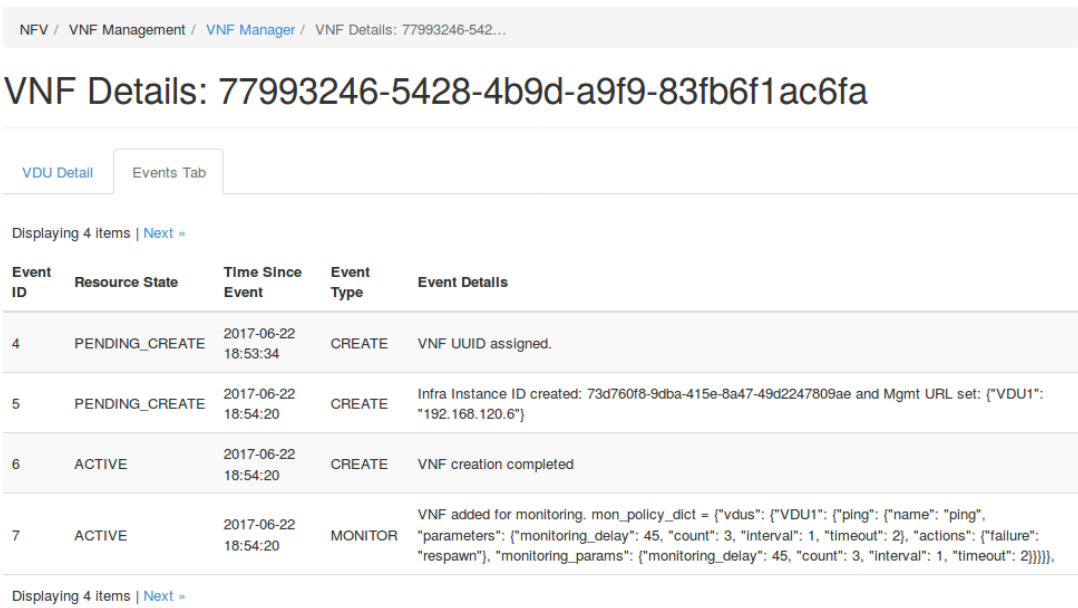 NFV / VNF Management / VNF Manager / VNF Details: 77993246-542...
VNF Details: 77993246-5428-4b9d-a9f9-83fb6f1ac6fa
VDU Detail Events Tab
Displaying 4 items | Next »
Event ID Resource State Time Since Event Event Type Event Details
4 PENDING_CREATE 2017-06-22 18:53:34 CREATE VNF UUID assigned.
5 PENDING_CREATE 2017-06-22 18:54:20 CREATE Infra Instance ID created: 73d760f8-9dba-415e-8a47-49d2247809ae and Mgmt URL set: {"VDU1":
"192.168.120.6"}
6 ACTIVE 2017-06-22 18:54:20 CREATE VNF creation completed
7 ACTIVE 2017-06-22 18:54:20 MONITOR VNF added for monitoring. mon_policy_dict = {"vdus": {"VDU1": {"ping": {"name": "ping",
"parameters": {"monitoring_delay": 45, "count": 3, "interval": 1, "timeout": 2}, "actions": {"failure":
"respawn"}, "monitoring_params": {"monitoring_delay": 45, "count": 3, "interval": 1, "timeout": 2}}}}},
Displaying 4 items | Next »